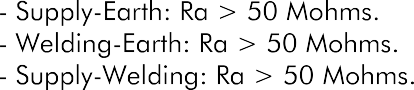 - Supply-Earth: Ra > 50 Mohms.
- Welding-Earth: Ra > 50 Mohms.
- Supply-Welding: Ra > 50 Mohms.